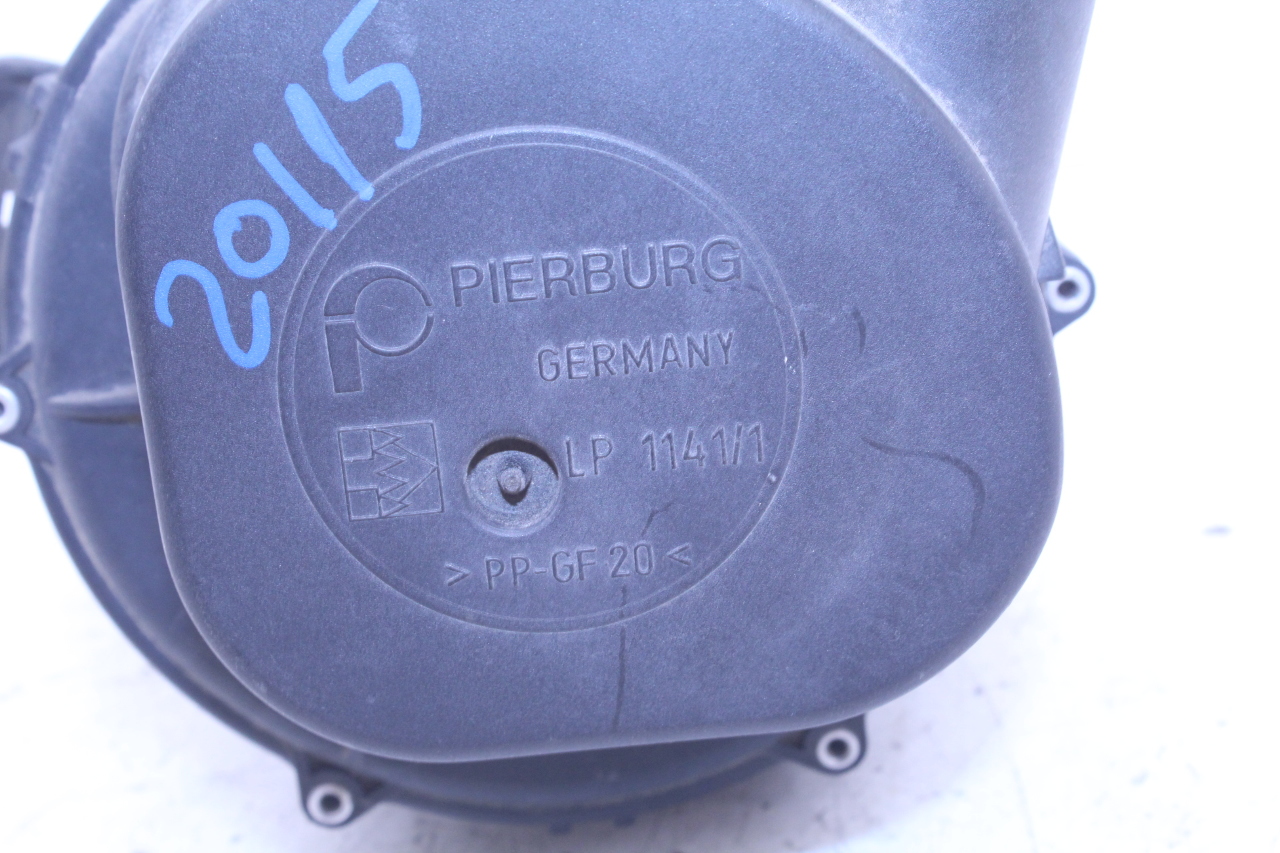 20115
PIERBURG
GERMANY
LP 1141/1
> PP-GF 20 <